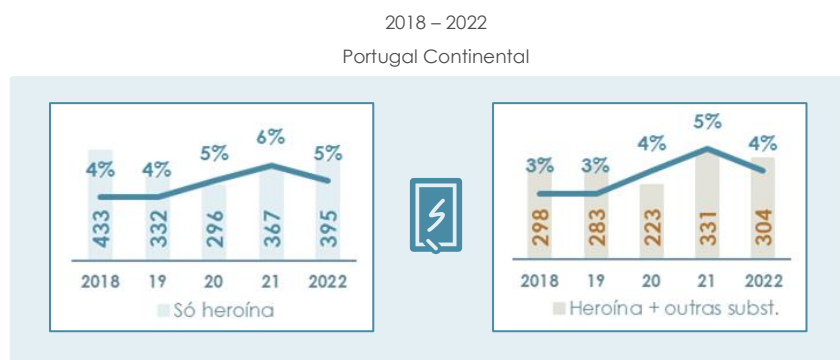 2018 – 2022
Portugal Continental
4% 4% 5% 6% 5%
433 332 296 367 395
2018 19 20 21 2022
Só heroína
3% 3% 4% 5% 4%
298 283 223 331 304
2018 19 20 21 2022
Heroína + outras subst.